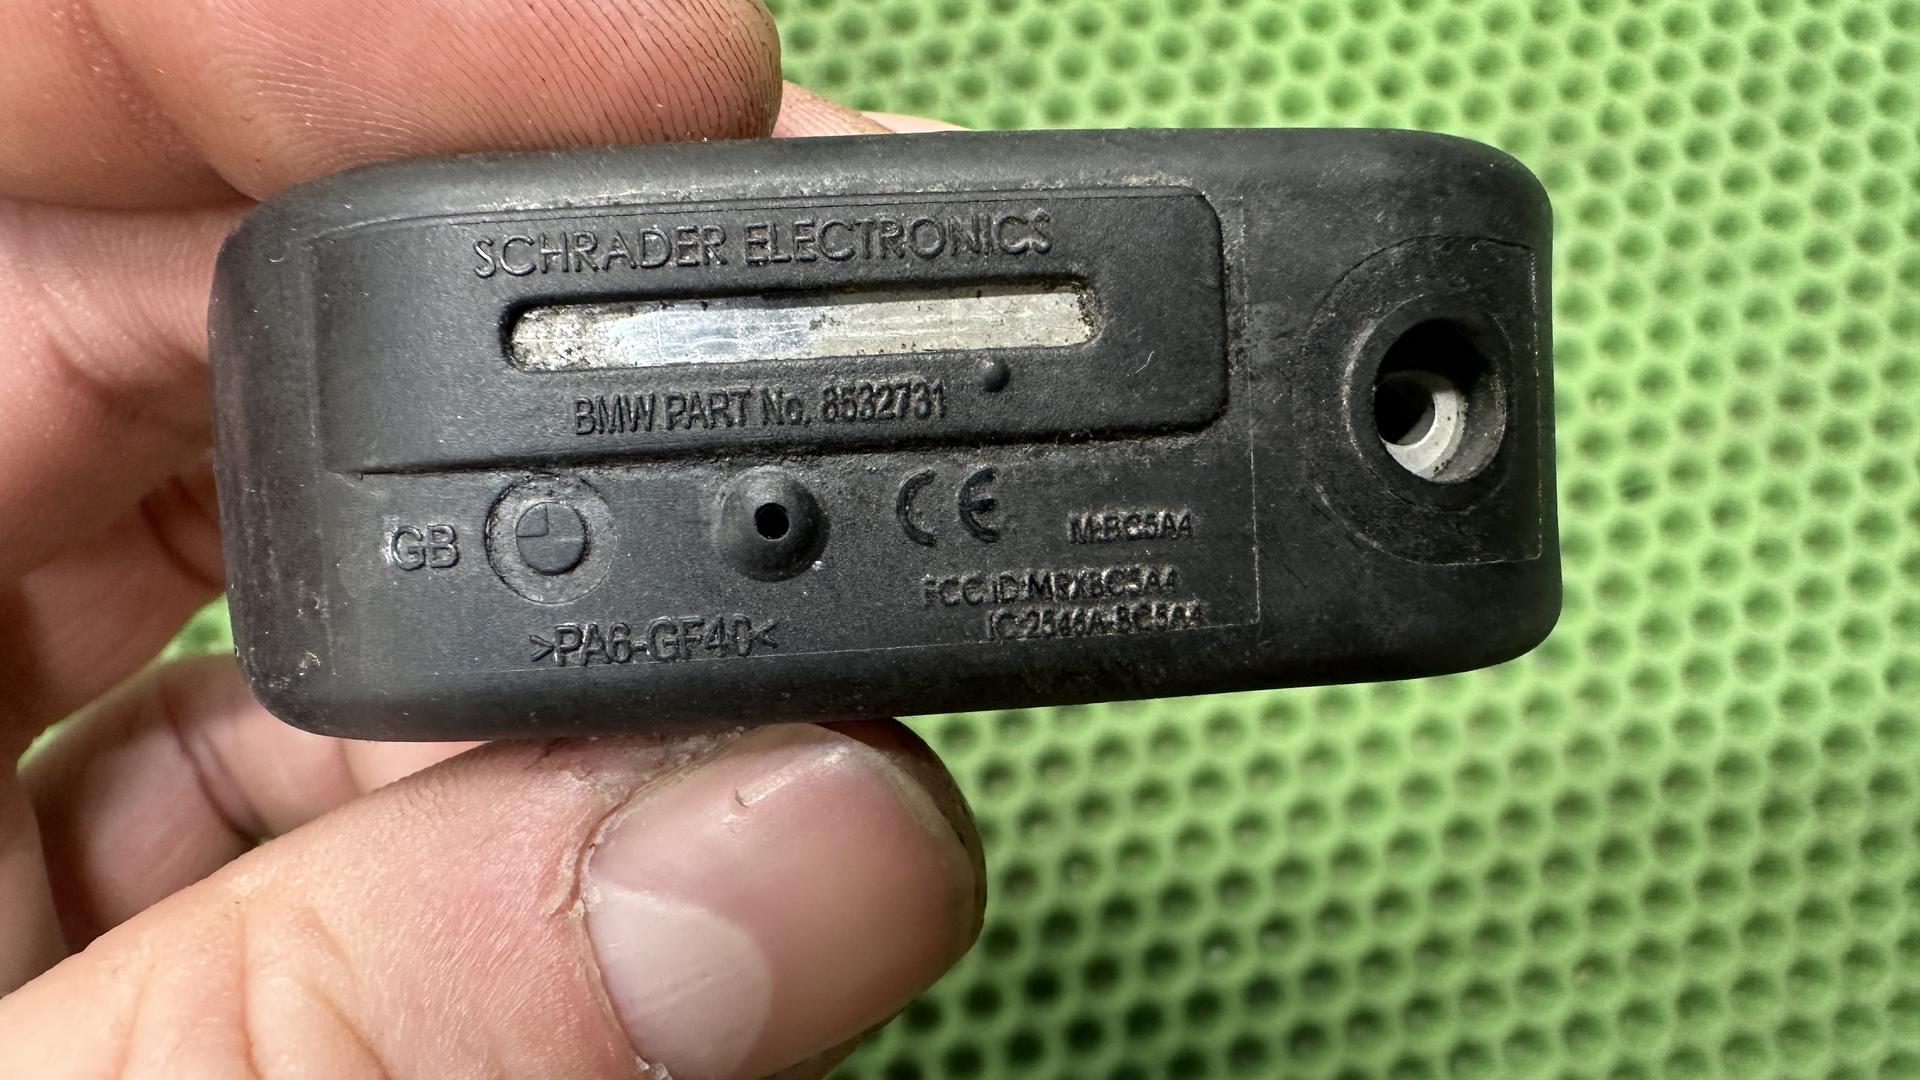 SCHRADER ELECTRONICS
BMW PART No. 8532731
GB
CE
M:BC5A4
FCC ID:MRXBC5A4
IC:2546A-BC5A4
>PA6-GF40<